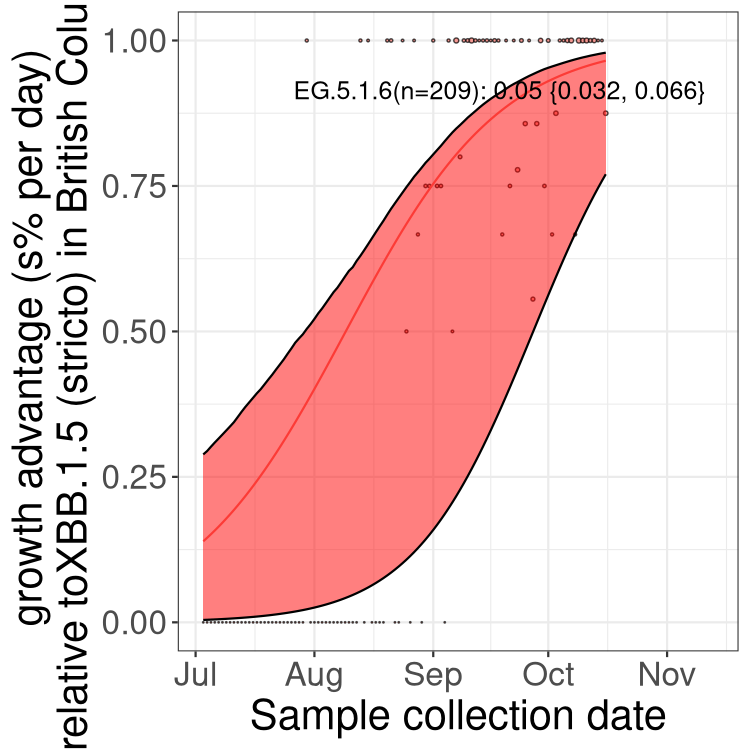 growth advantage (s% per day)
relative toXBB.1.5 (stricto) in British Colu
1.00
0.75
0.50
0.25
0.00
EG.5.1.6(n=209): 0.05 {0.032, 0.066}
Jul Aug Sep Oct Nov
Sample collection date